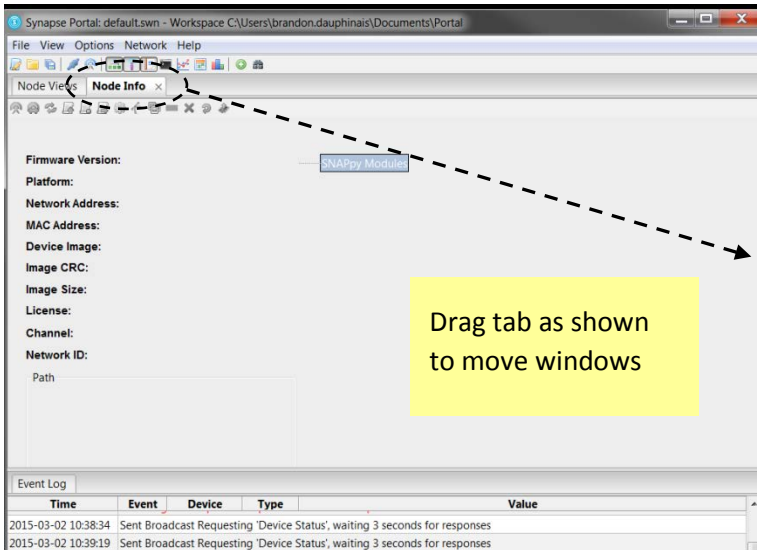 Synapse Portal: default.swn - Workspace C:\Users\brandon.dauphinais\Documents\Portal
File View Options Network Help
Node Views Node Info ×
Firmware Version:
SNAPpy Modules
Platform:
Network Address:
MAC Address:
Device Image:
Image CRC:
Image Size:
License:
Channel:
Network ID:
Path
Drag tab as shown
to move windows
Event Log
Time Event Device Type Value
2015-03-02 10:38:34 Sent Broadcast Requesting 'Device Status', waiting 3 seconds for responses
2015-03-02 10:39:19 Sent Broadcast Requesting 'Device Status', waiting 3 seconds for responses